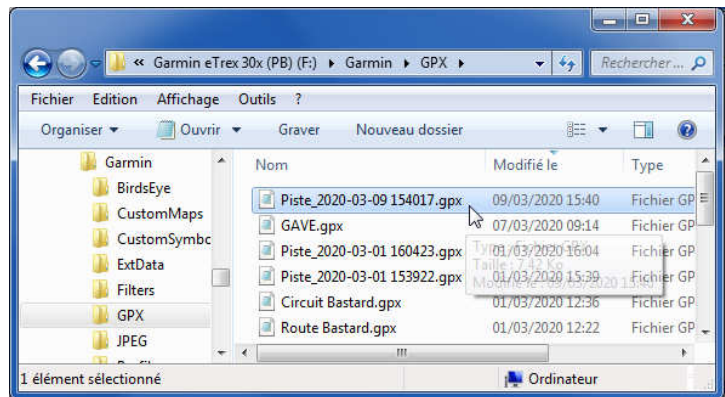 « Garmin eTrex 30x (PB) (F:) Garmin GPX Rechercher ...
Fichier Edition Affichage Outils ?
Organiser Ouvrir Graver Nouveau dossier
Garmin
BirdsEye
CustomMaps
CustomSymbc
ExtData
Filters
GPX
JPEG
Nom Modifié le Type
Piste_2020-03-09 154017.gpx 09/03/2020 15:40 Fichier GP
GAVE.gpx 07/03/2020 09:14 Fichier GP
Piste_2020-03-01 160423.gpx 01/03/2020 16:04 Fichier GP
Piste_2020-03-01 153922.gpx 01/03/2020 15:39 Fichier GP
Circuit Bastard.gpx 01/03/2020 12:36 Fichier GP
Route Bastard.gpx 01/03/2020 12:22 Fichier GP
Taille : 7,42 Ko
1 élément sélectionné Ordinateur